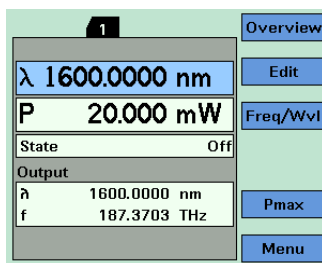 1
Overview
λ 1600.0000 nm
Edit
P 20.000 mW
Freq/Wvl
State Off
Output
λ 1600.0000 nm
f 187.3703 THz
Pmax
Menu